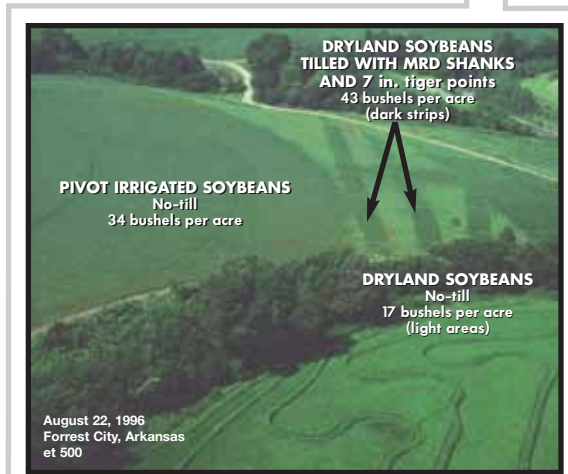 DRYLAND SOYBEANS
TILLED WITH MRD SHANKS
AND 7 in. tiger points
43 bushels per acre
(dark strips)
PIVOT IRRIGATED SOYBEANS
No-till
34 bushels per acre
DRYLAND SOYBEANS
No-till
17 bushels per acre
(light areas)
August 22, 1996
Forrest City, Arkansas
et 500